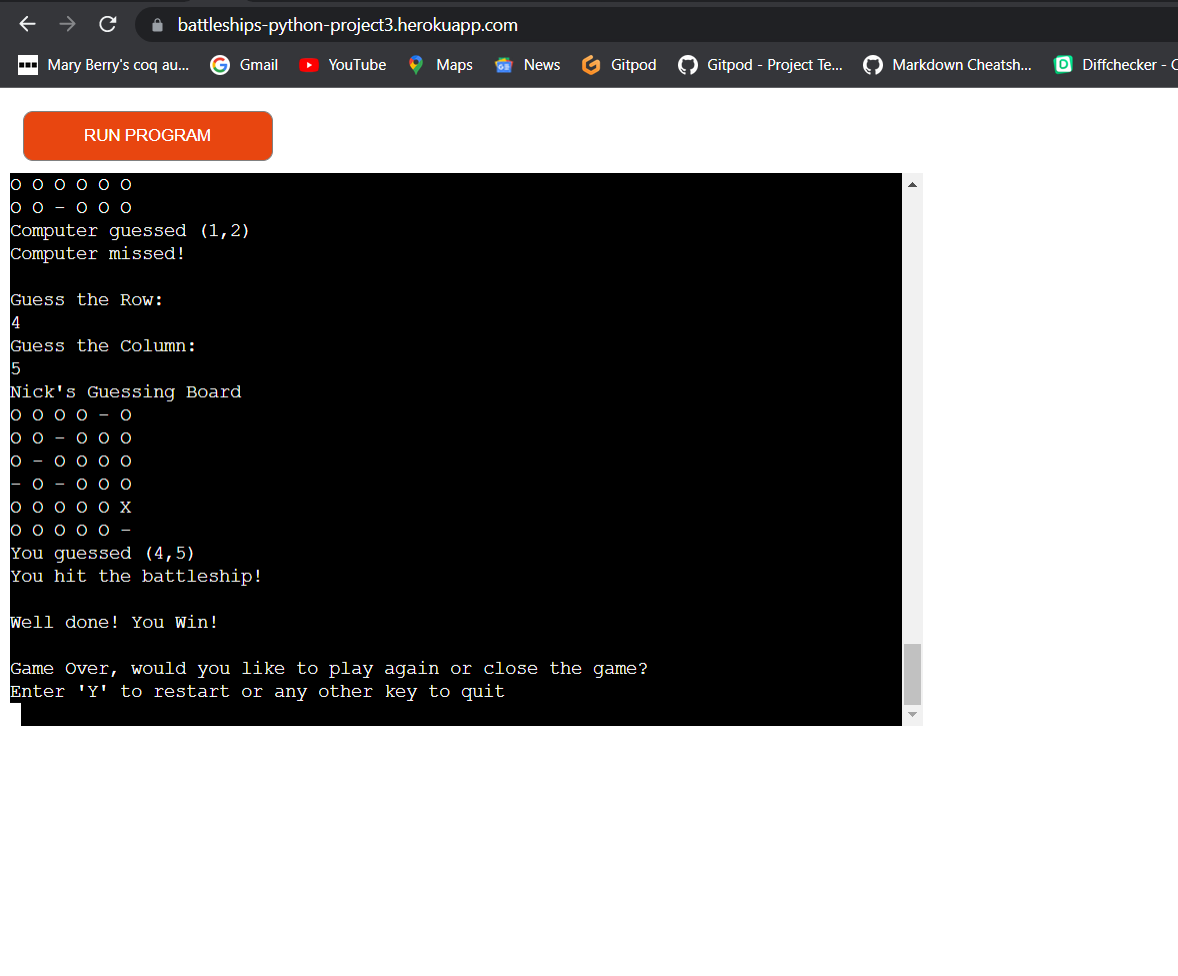 battleships-python-project3.herokuapp.com
Mary Berry's coq au... Gmail YouTube Maps News Gitpod Gitpod - Project Te... Markdown Cheatsh... Diffchecker - C
RUN PROGRAM
O O O O O O
O O - O O O
Computer guessed (1,2)
Computer missed!
Guess the Row:
4
Guess the Column:
5
Nick's Guessing Board
O O O O - O
O O - O O O
O - O O O O
- O - O O O
O O O O O X
O O O O O -
You guessed (4,5)
You hit the battleship!
Well done! You Win!
Game Over, would you like to play again or close the game?
Enter 'Y' to restart or any other key to quit